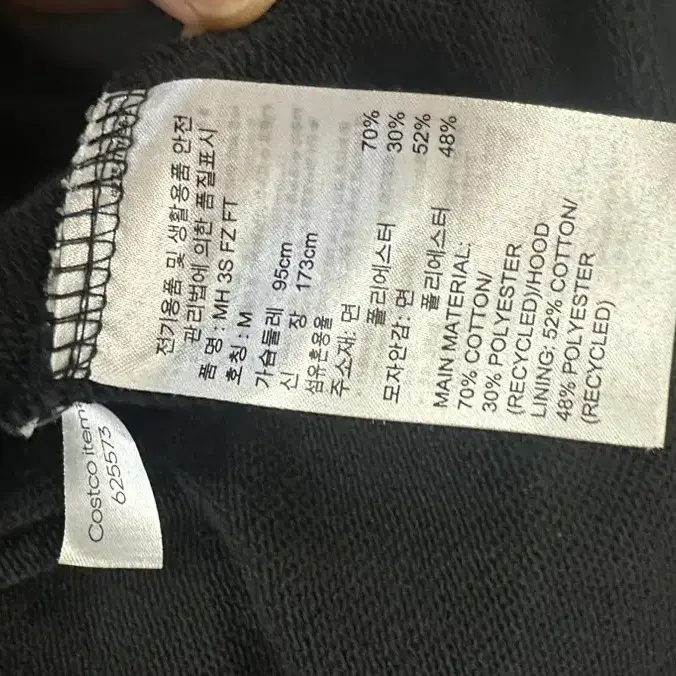 전기용품 및 생활용품 안전
관리법에 의한 품질표시
품 명 : MH 3S FZ FT
호칭 : M
가슴둘레 95cm
신 장 173cm
섬유혼용율
주소재: 면 70%
폴리에스터 30%
모자안감: 면 52%
폴리에스터 48%
MAIN MATERIAL:
70% COTTON/
30% POLYESTER
(RECYCLED)/HOOD
LINING: 52% COTTON/
48% POLYESTER
(RECYCLED)
Costco item
625573